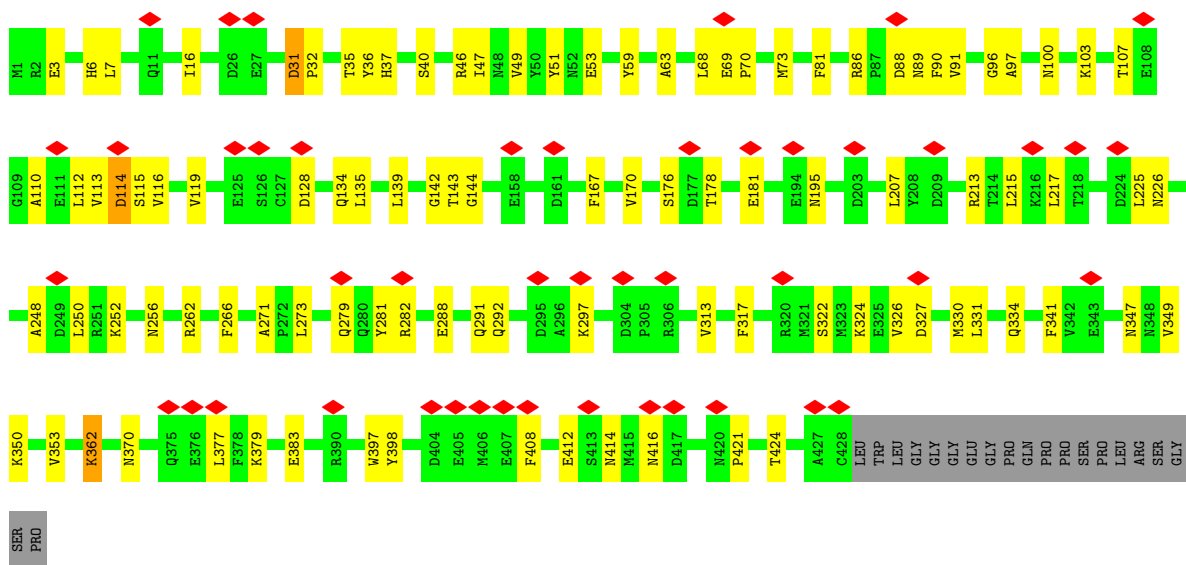 M1 R2 E3 H6 L7 Q11 I16 D26 E27 D31 P32 T35 Y36 H37 S40 R46 I47 N48 V49 Y50 Y51 N52 E53 Y59 A63 L68 E69 P70 M73 F81 R86 P87 D88 N89 F90 V91 G96 A97 N100 K103 T107 E108
G109 A110 E111 L112 V113 D114 S115 V116 V119 E125 S126 C127 D128 Q134 L135 L139 G142 T143 G144 E158 D161 F167 V170 S176 D177 T178 E181 E194 N195 D203 L207 Y208 D209 R213 T214 L215 K216 L217 T218 D224 L225 N226
A248 D249 L250 R251 K252 N256 R262 F266 A271 P272 L273 Q279 Q280 Y281 R282 E288 Q291 Q292 D295 A296 K297 D304 P305 R306 V313 F317 R320 M321 S322 M323 K324 E325 V326 D327 M330 L331 Q334 F341 V342 E343 N347 N348 V349
K350 V353 K362 N370 Q375 E376 L377 F378 K379 E383 R390 W397 Y398 D404 E405 M406 E407 F408 E412 S413 N414 M415 N416 D417 N420 P421 T424 A427 C428 LEU TRP LEU GLY GLY GLY GLU GLY PRO GLN PRO PRO SER PRO LEU ARG SER GLY
SER PRO